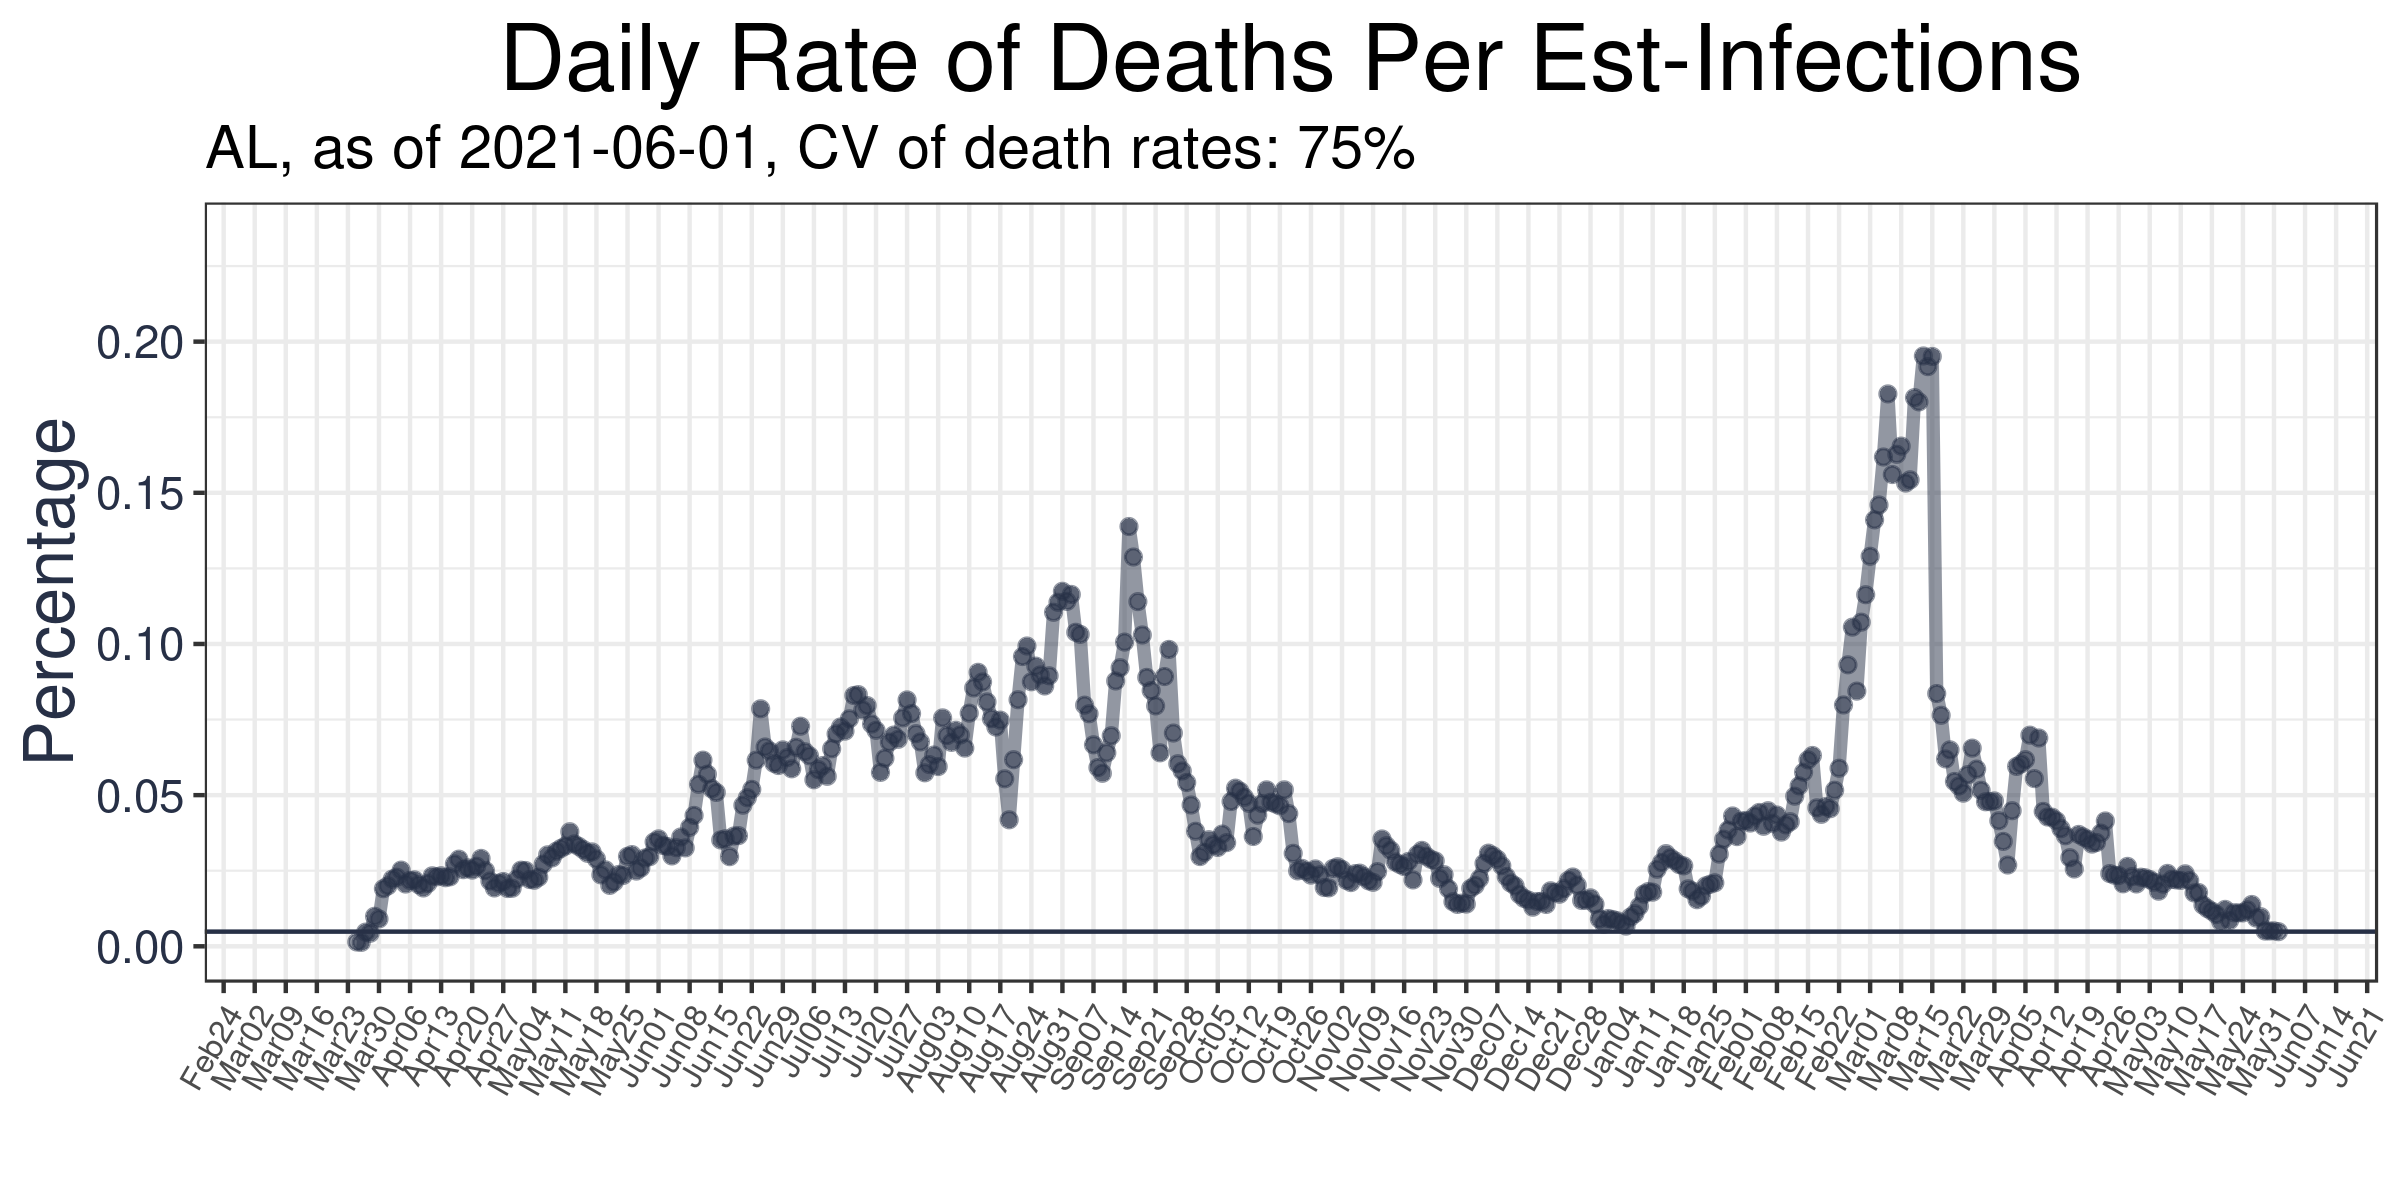 Daily Rate of Deaths Per Est-Infections
AL, as of 2021-06-01, CV of death rates: 75%
Percentage
0.20
0.15
0.10
0.05
0.00
Feb24
Mar02
Mar09
Mar16
Mar23
Mar30
Apr06
Apr13
Apr20
Apr27
May04
May11
May18
May25
Jun01
Jun08
Jun15
Jun22
Jun29
Jul06
Jul13
Jul20
Jul27
Aug03
Aug10
Aug17
Aug24
Aug31
Sep07
Sep14
Sep21
Sep28
Oct05
Oct12
Oct19
Oct26
Nov02
Nov09
Nov16
Nov23
Nov30
Dec07
Dec14
Dec21
Dec28
Jan04
Jan11
Jan18
Jan25
Feb01
Feb08
Feb15
Feb22
Mar01
Mar08
Mar15
Mar22
Mar29
Apr05
Apr12
Apr19
Apr26
May03
May10
May17
May24
May31
Jun07
Jun14
Jun21